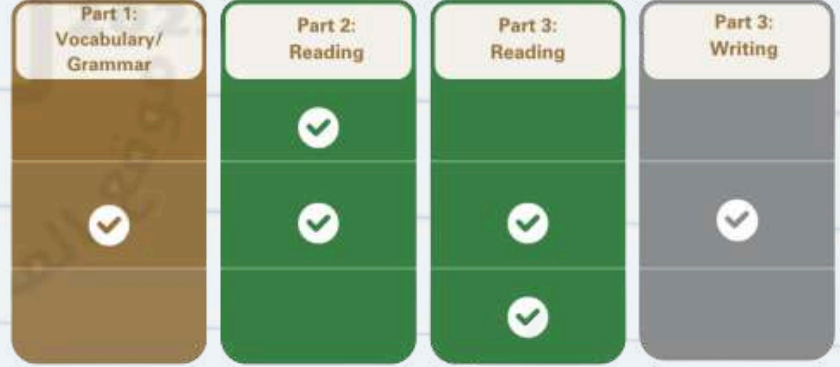 Part 1:
Vocabulary/
Grammar
Part 2:
Reading
Part 3:
Reading
Part 3:
Writing